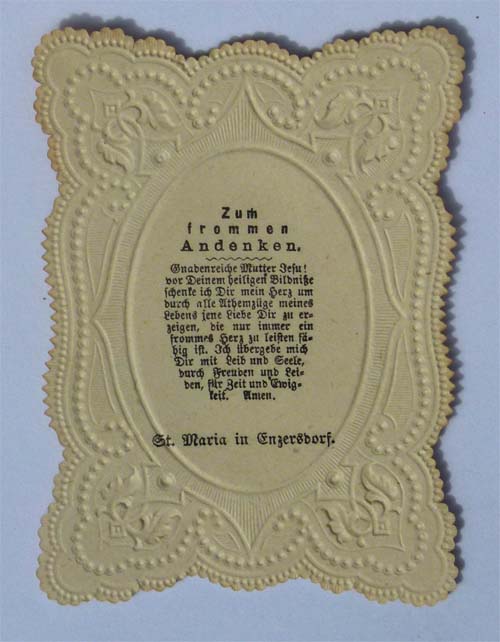 Zum
frommen
Andenken.
Gnadenreiche Mutter Jesu!
vor Deinem heiligen Bildniße
schenke ich Dir mein Herz um
durch alle Athemzüge meines
Lebens jene Liebe Dir zu er-
zeigen, die nur immer ein
frommes Herz zu leisten fä-
hig ist. Ich übergebe mich
Dir mit Leib und Seele,
durch Freuden und Lei-
den, für Zeit und Ewig-
keit. Amen.
St. Maria in Enzersdorf.